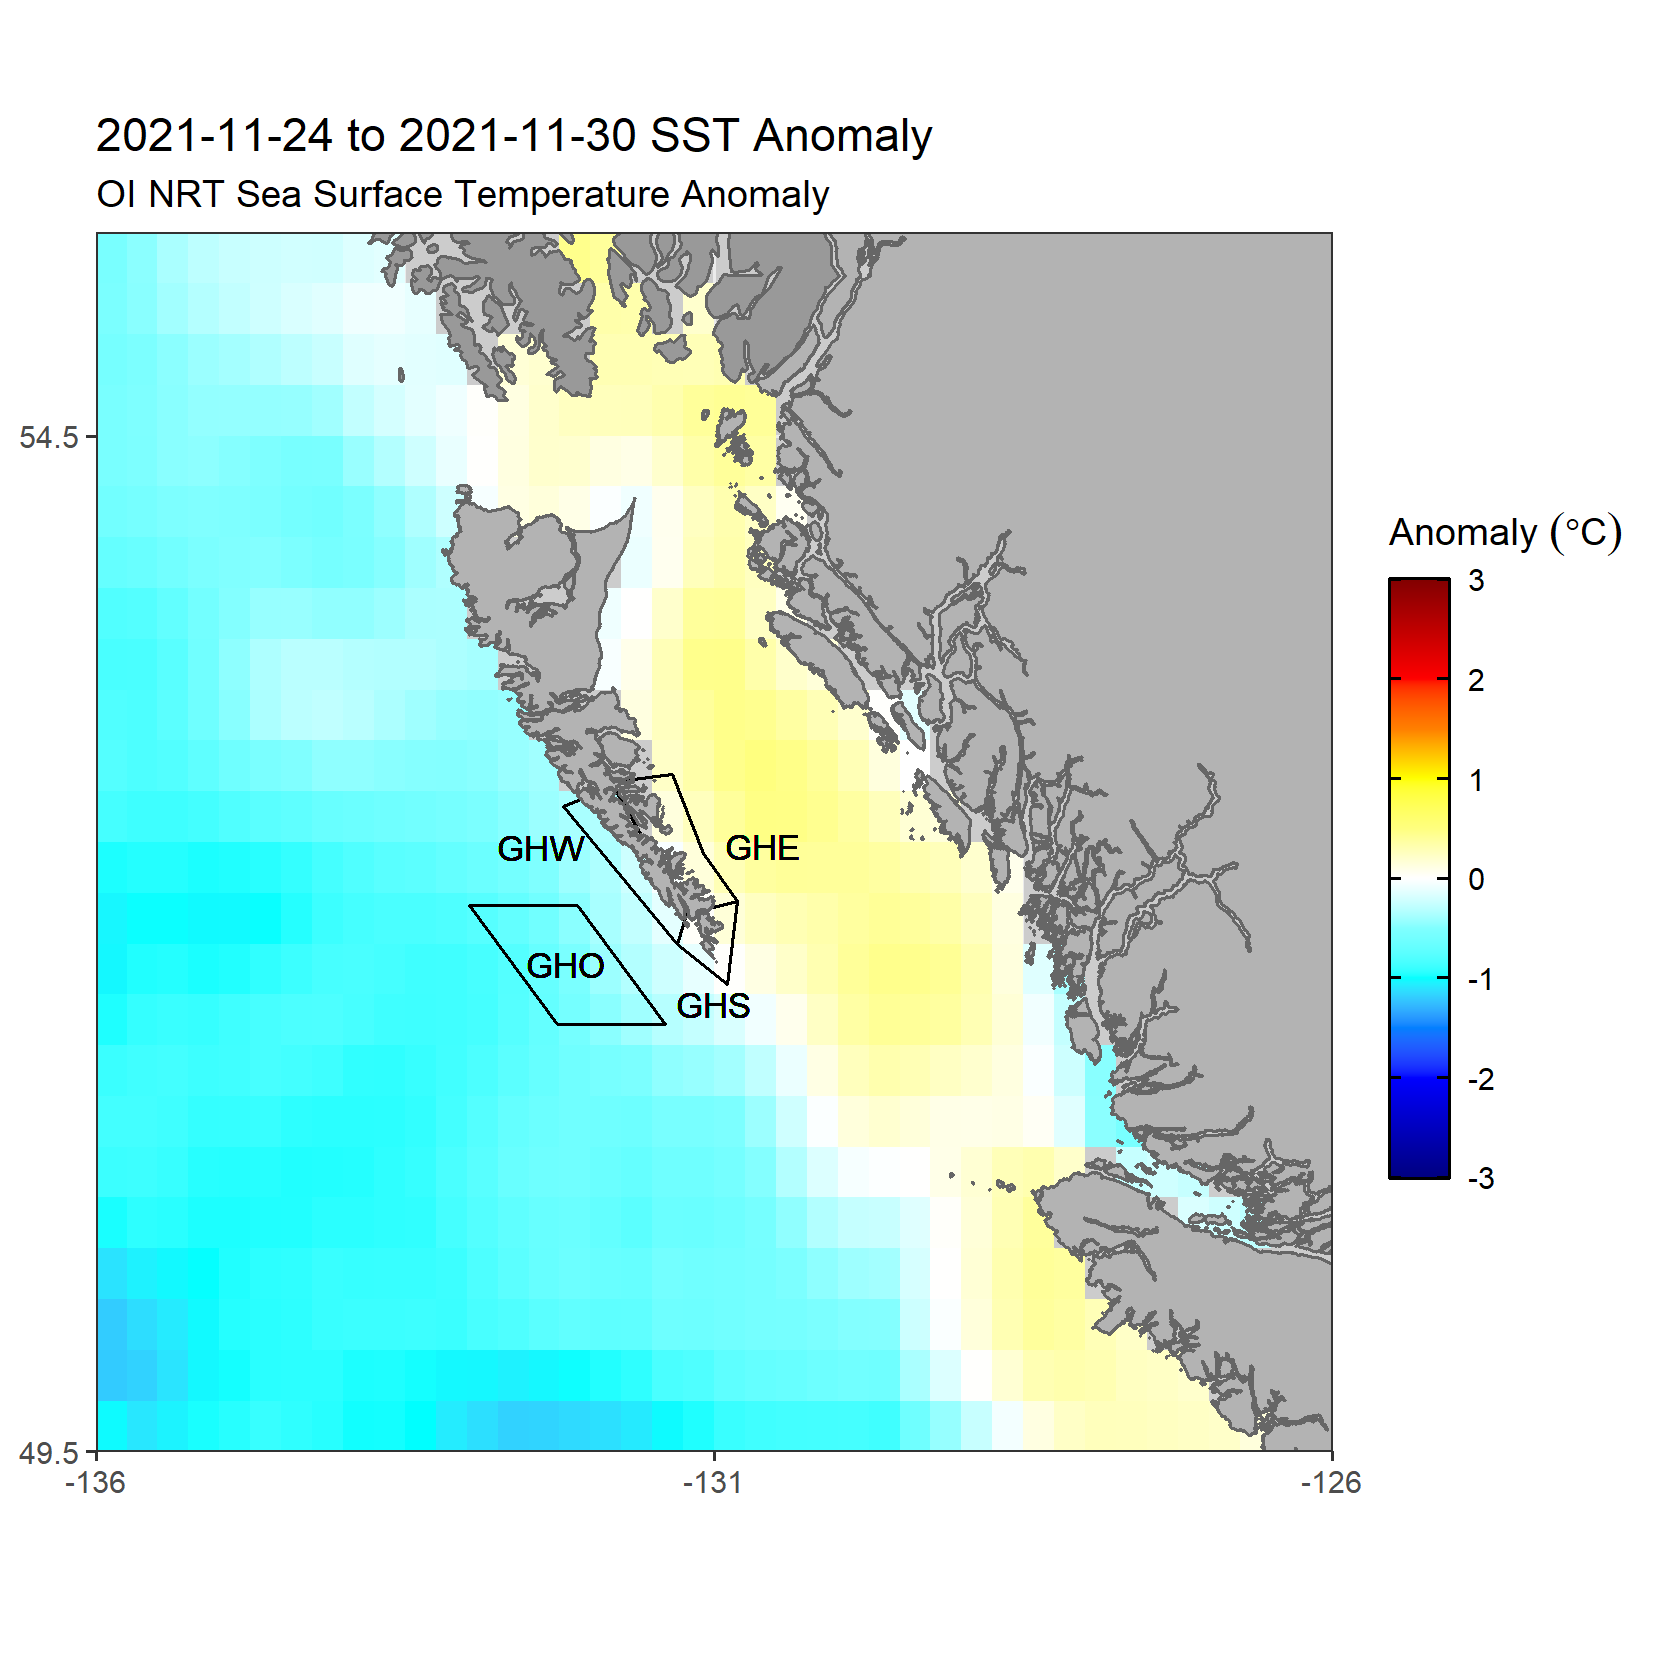 2021-11-24 to 2021-11-30 SST Anomaly
OI NRT Sea Surface Temperature Anomaly
54.5
49.5
-136
-131
-126
GHW
GHE
GHO
GHS
Anomaly (°C)
3
2
1
0
-1
-2
-3